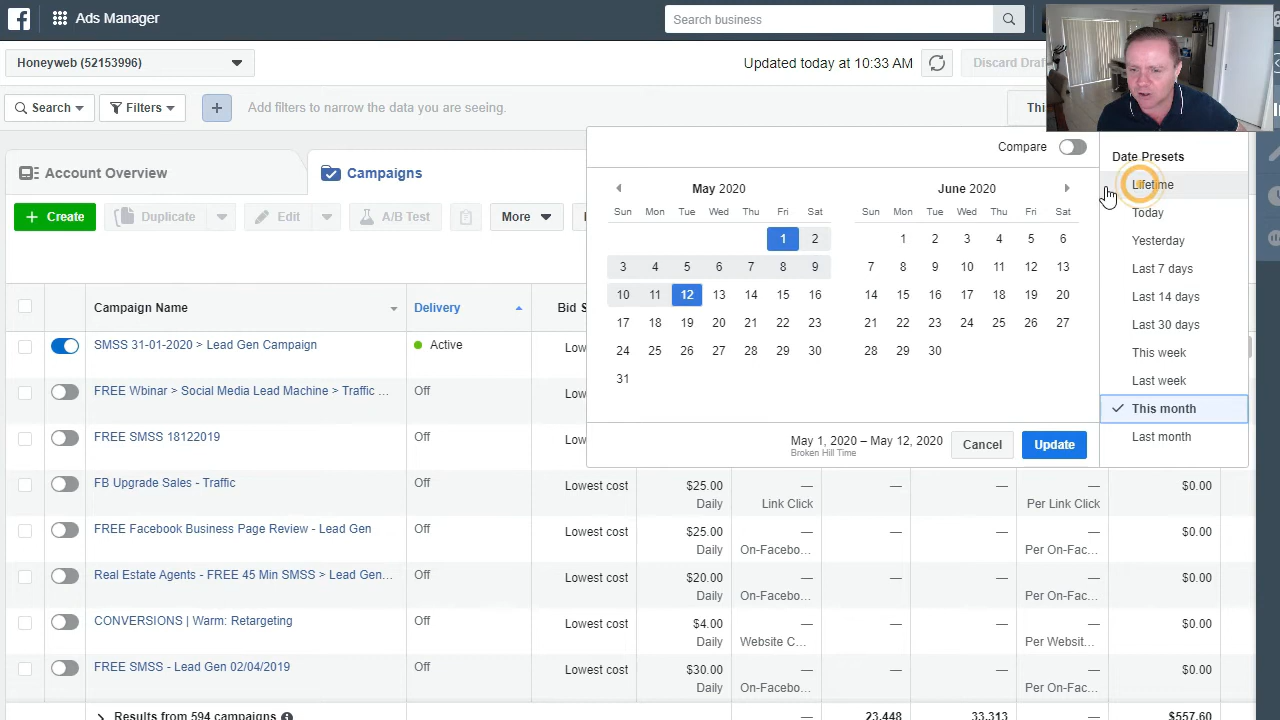 Ads Manager
Search business
Honeyweb (52153996)
Updated today at 10:33 AM
Discard Draf
Search
Filters
Add filters to narrow the data you are seeing.
Account Overview
Campaigns
Create
Duplicate
Edit
A/B Test
More
Compare
May 2020
June 2020
Sun Mon Tue Wed Thu Fri Sat
Sun Mon Tue Wed Thu Fri Sat
1 2
1 2 3 4 5 6
3 4 5 6 7 8 9
7 8 9 10 11 12 13
10 11 12 13 14 15 16
14 15 16 17 18 19 20
17 18 19 20 21 22 23
21 22 23 24 25 26 27
24 25 26 27 28 29 30
28 29 30
31
May 1, 2020 – May 12, 2020
Broken Hill Time
Cancel
Update
Date Presets
Lifetime
Today
Yesterday
Last 7 days
Last 14 days
Last 30 days
This week
Last week
This month
Last month
Campaign Name
Delivery
Bid S
SMSS 31-01-2020 > Lead Gen Campaign
Active
Low
FREE Wbinar > Social Media Lead Machine > Traffic ...
Off
Low
FREE SMSS 18122019
Off
Low
FB Upgrade Sales - Traffic
Off
Lowest cost
$25.00
Daily
—
Link Click
—
—
—
Per Link Click
$0.00
FREE Facebook Business Page Review - Lead Gen
Off
Lowest cost
$25.00
Daily
—
On-Facebo...
—
—
—
Per On-Fac...
$0.00
Real Estate Agents - FREE 45 Min SMSS > Lead Gen...
Off
Lowest cost
$20.00
Daily
—
On-Facebo...
—
—
—
Per On-Fac...
$0.00
CONVERSIONS | Warm: Retargeting
Off
Lowest cost
$4.00
Daily
—
Website C...
—
—
—
Per Websit...
$0.00
FREE SMSS - Lead Gen 02/04/2019
Off
Lowest cost
$30.00
Daily
—
On-Facebo...
—
—
—
Per On-Fac...
$0.00
Results from 594 campaigns
—
23,448
33,313
—
$557.60